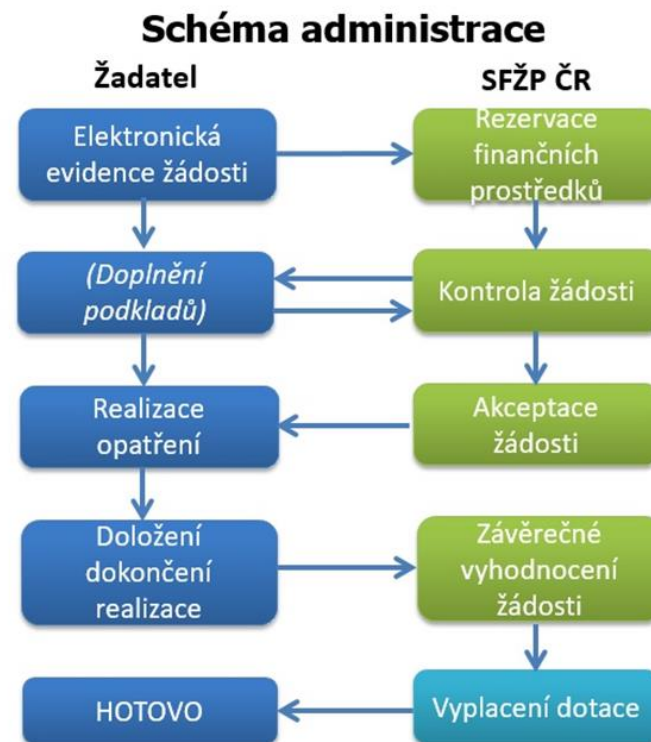 Schéma administrace
Žadatel
SFŽP ČR
Elektronická
evidence žádosti
Rezervace
finančních
prostředků
(Doplnění
podkladů)
Kontrola žádosti
Realizace
opatření
Akceptace
žádosti
Doložení
dokončení
realizace
Závěrečné
vyhodnocení
žádosti
HOTOVO
Vyplacení dotace